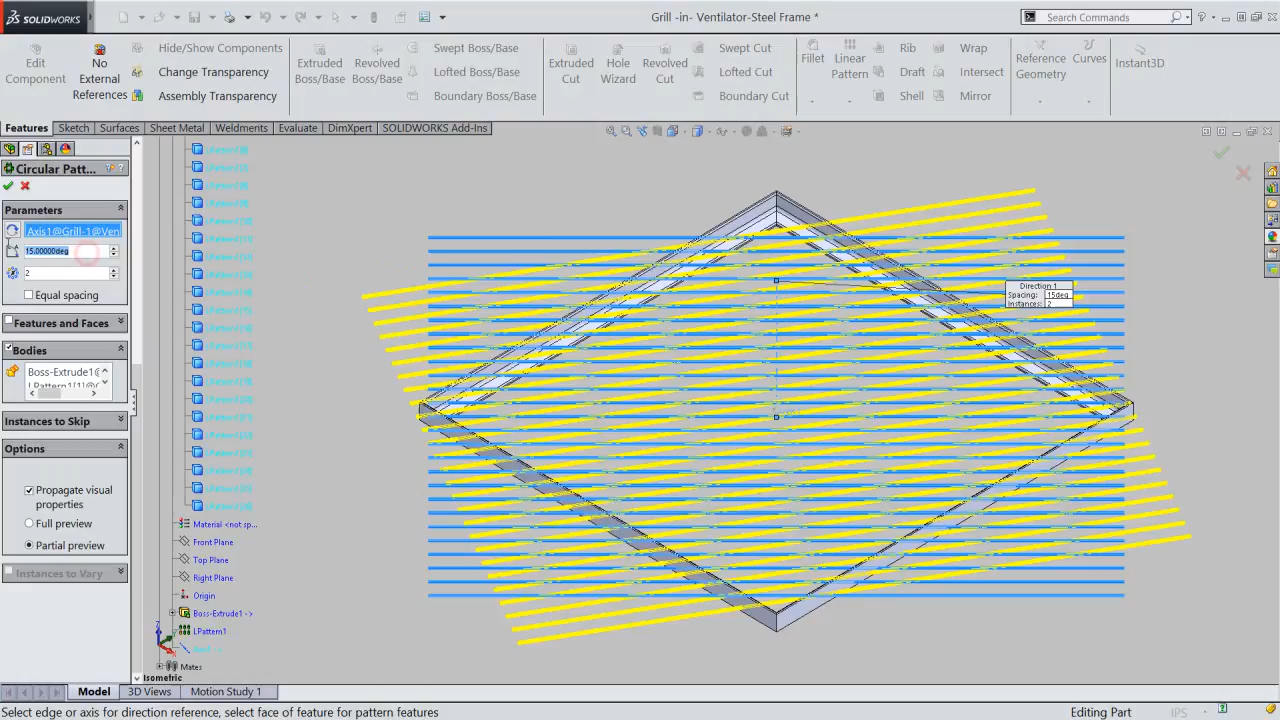 SOLIDWORKS
Grill -in- Ventilator-Steel Frame *
Search Commands
Edit
Component
No
External
References
Hide/Show Components
Change Transparency
Assembly Transparency
Extruded
Boss/Base
Revolved
Boss/Base
Swept Boss/Base
Lofted Boss/Base
Boundary Boss/Base
Extruded
Cut
Hole
Wizard
Revolved
Cut
Swept Cut
Lofted Cut
Boundary Cut
Fillet
Linear
Pattern
Rib
Draft
Shell
Wrap
Intersect
Mirror
Reference
Geometry
Curves
Instant3D
Features Sketch Surfaces Sheet Metal Weldments Evaluate DimXpert SOLIDWORKS Add-Ins
Circular Patt...
Parameters
Axis1@Grill-1@Ven
15.00000deg
2
Equal spacing
Features and Faces
Bodies
Boss-Extrude1@
LPattern1[1]@G
Instances to Skip
Options
Propagate visual
properties
Full preview
Partial preview
Instances to Vary
Material <not sp...
Front Plane
Top Plane
Right Plane
Origin
Boss-Extrude1 ->
LPattern1
Mates
Direction 1
Spacing: 15deg
Instances: 2
Isometric
Model 3D Views Motion Study 1
Select edge or axis for direction reference, select face of feature for pattern features
Editing Part
IPS